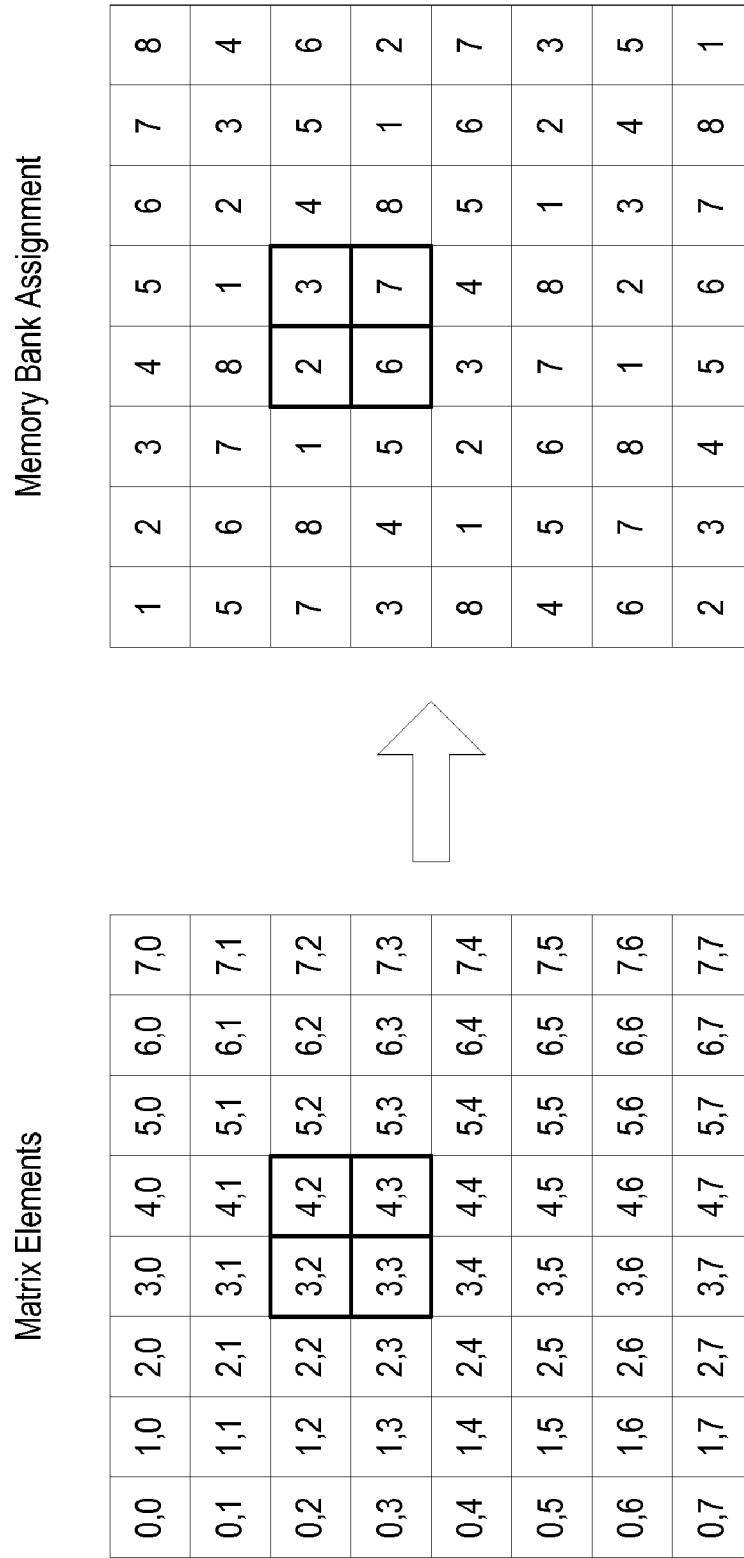 Matrix Elements
0,0 1,0 2,0 3,0 4,0 5,0 6,0 7,0
0,1 1,1 2,1 3,1 4,1 5,1 6,1 7,1
0,2 1,2 2,2 3,2 4,2 5,2 6,2 7,2
0,3 1,3 2,3 3,3 4,3 5,3 6,3 7,3
0,4 1,4 2,4 3,4 4,4 5,4 6,4 7,4
0,5 1,5 2,5 3,5 4,5 5,5 6,5 7,5
0,6 1,6 2,6 3,6 4,6 5,6 6,6 7,6
0,7 1,7 2,7 3,7 4,7 5,7 6,7 7,7
Memory Bank Assignment
1 2 3 4 5 6 7 8
5 6 7 8 1 2 3 4
7 8 1 2 3 4 5 6
3 4 5 6 7 8 1 2
8 1 2 3 4 5 6 7
4 5 6 7 8 1 2 3
6 7 8 1 2 3 4 5
2 3 4 5 6 7 8 1